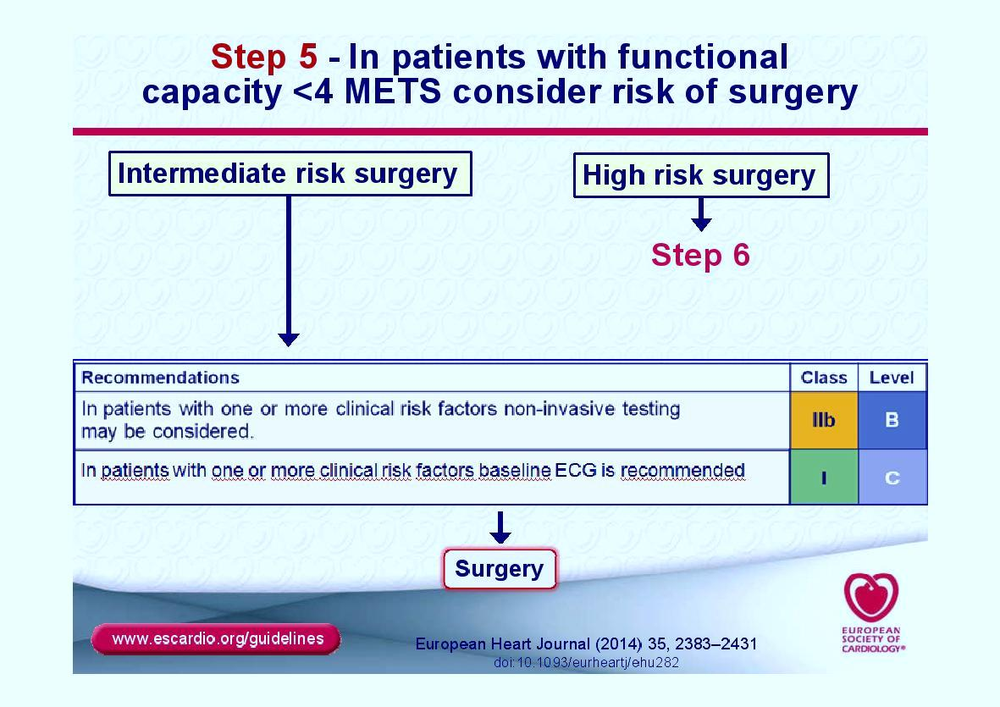 Step 5 - In patients with functional
capacity <4 METS consider risk of surgery
Intermediate risk surgery
High risk surgery
Step 6
Recommendations Class Level
In patients with one or more clinical risk factors non-invasive testing
may be considered.
IIb B
In patients with one or more clinical risk factors baseline ECG is recommended
I C
Surgery
www.escardio.org/guidelines
European Heart Journal (2014) 35, 2383–2431
doi:10.1093/eurheartj/ehu282
EUROPEAN
SOCIETY OF
CARDIOLOGY®